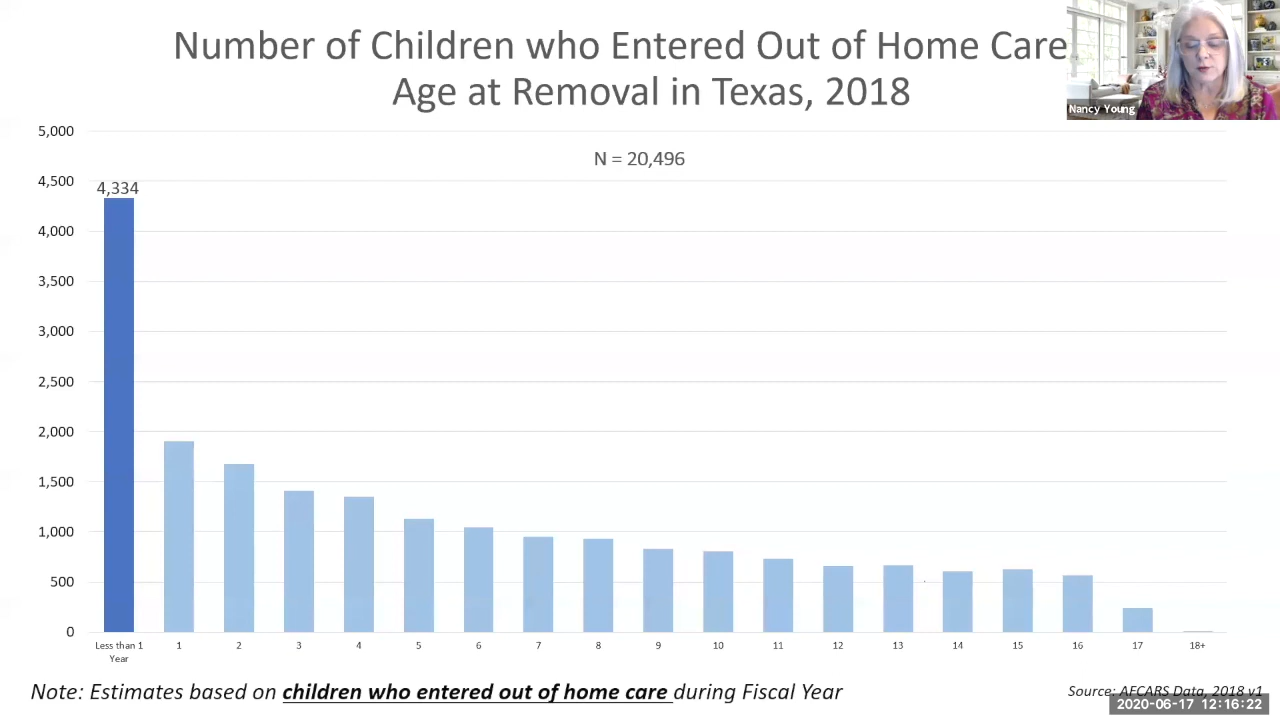 Number of Children who Entered Out of Home Care
Age at Removal in Texas, 2018
Nancy Young
N = 20,496
5,000
4,500
4,000
3,500
3,000
2,500
2,000
1,500
1,000
500
0
4,334
Less than 1 Year 1 2 3 4 5 6 7 8 9 10 11 12 13 14 15 16 17 18+
Note: Estimates based on children who entered out of home care during Fiscal Year
Source: AFCARS Data, 2018 v1
2020-06-17 12:16:22